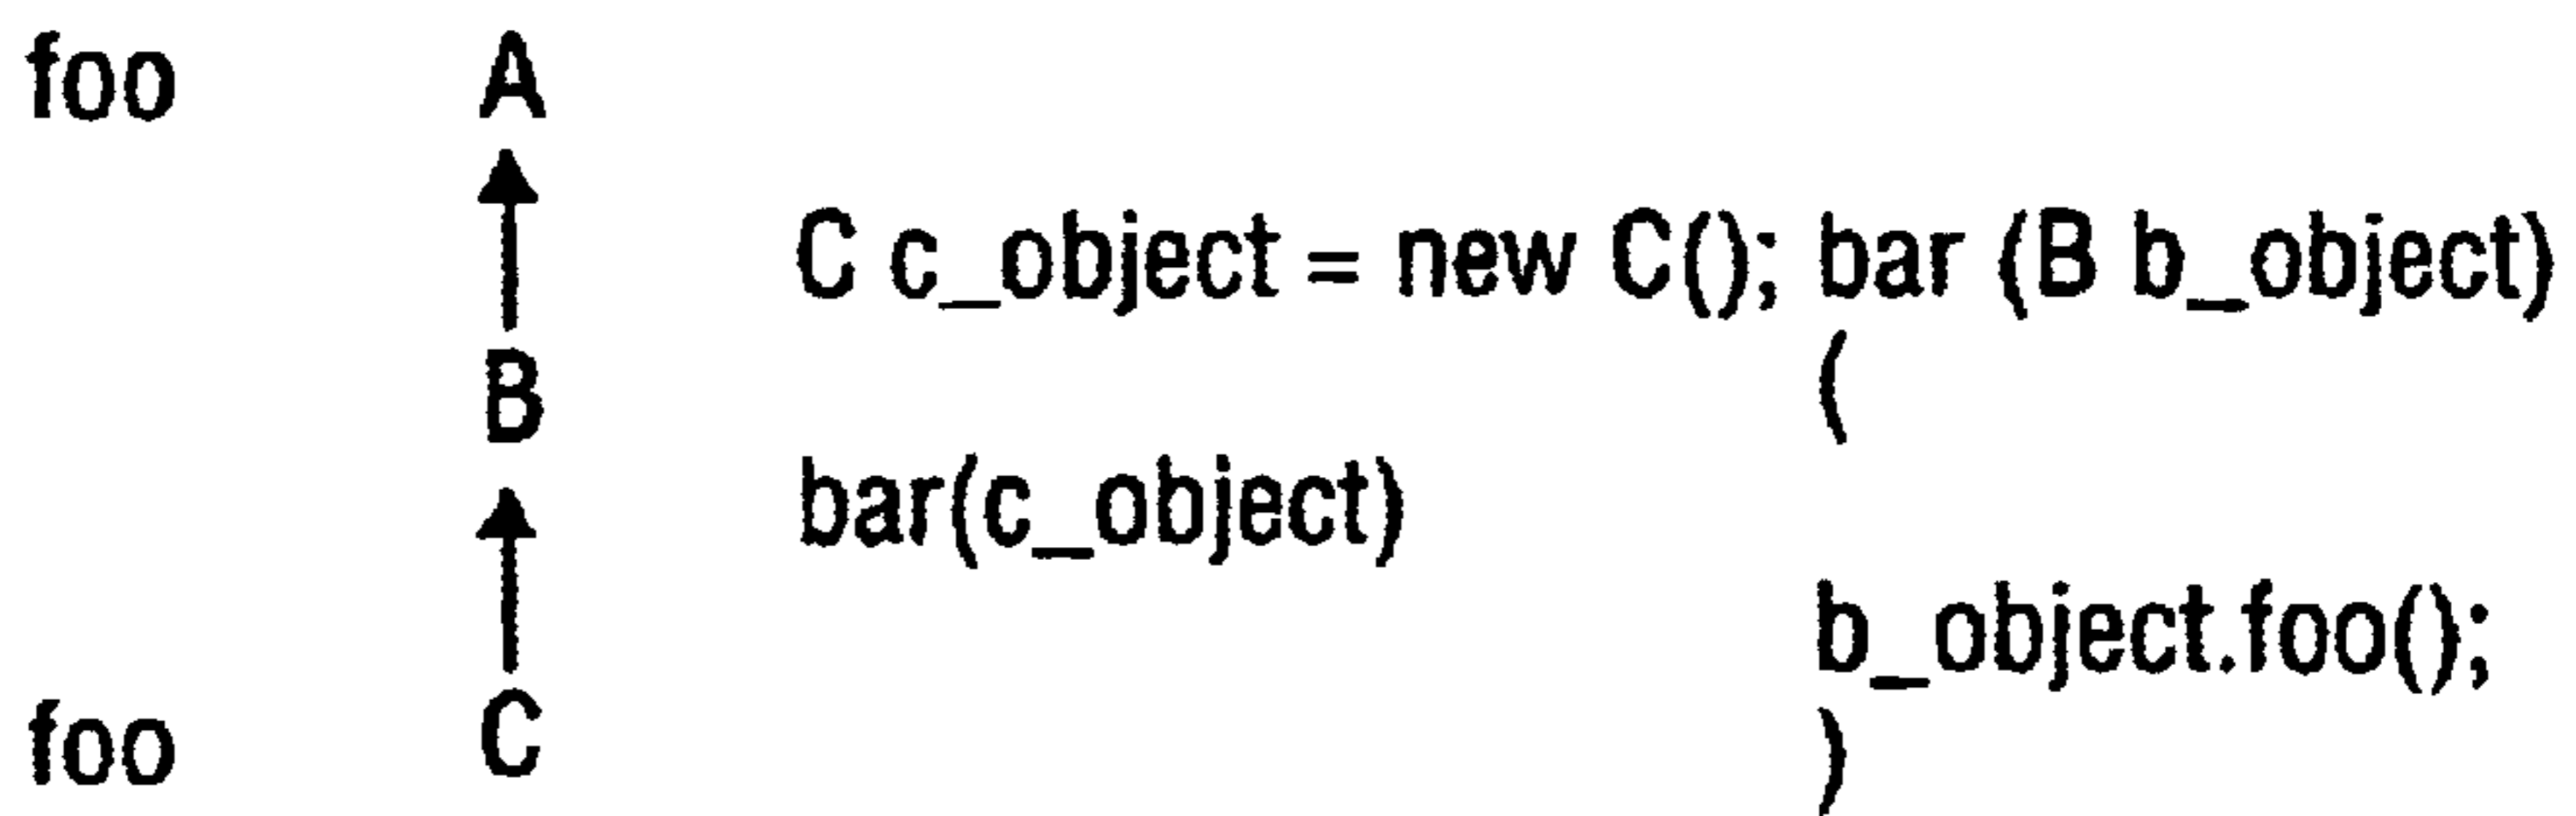 foo A
C c_object = new C(); bar (B b_object)
B (
bar(c_object)
b_object.foo();
foo C )